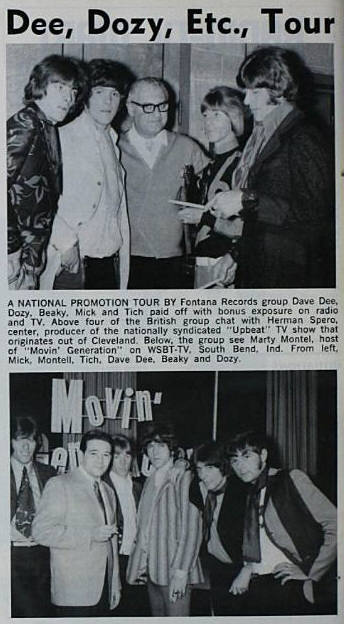 Dee, Dozy, Etc., Tour
A NATIONAL PROMOTION TOUR BY Fontana Records group Dave Dee,
Dozy, Beaky, Mick and Tich paid off with bonus exposure on radio
and TV. Above four of the British group chat with Herman Spero,
center, producer of the nationally syndicated "Upbeat" TV show that
originates out of Cleveland. Below, the group see Marty Montel, host
of "Movin' Generation" on WSBT-TV, South Bend, Ind. From left,
Mick, Montell, Tich, Dave Dee, Beaky and Dozy.
Movin'